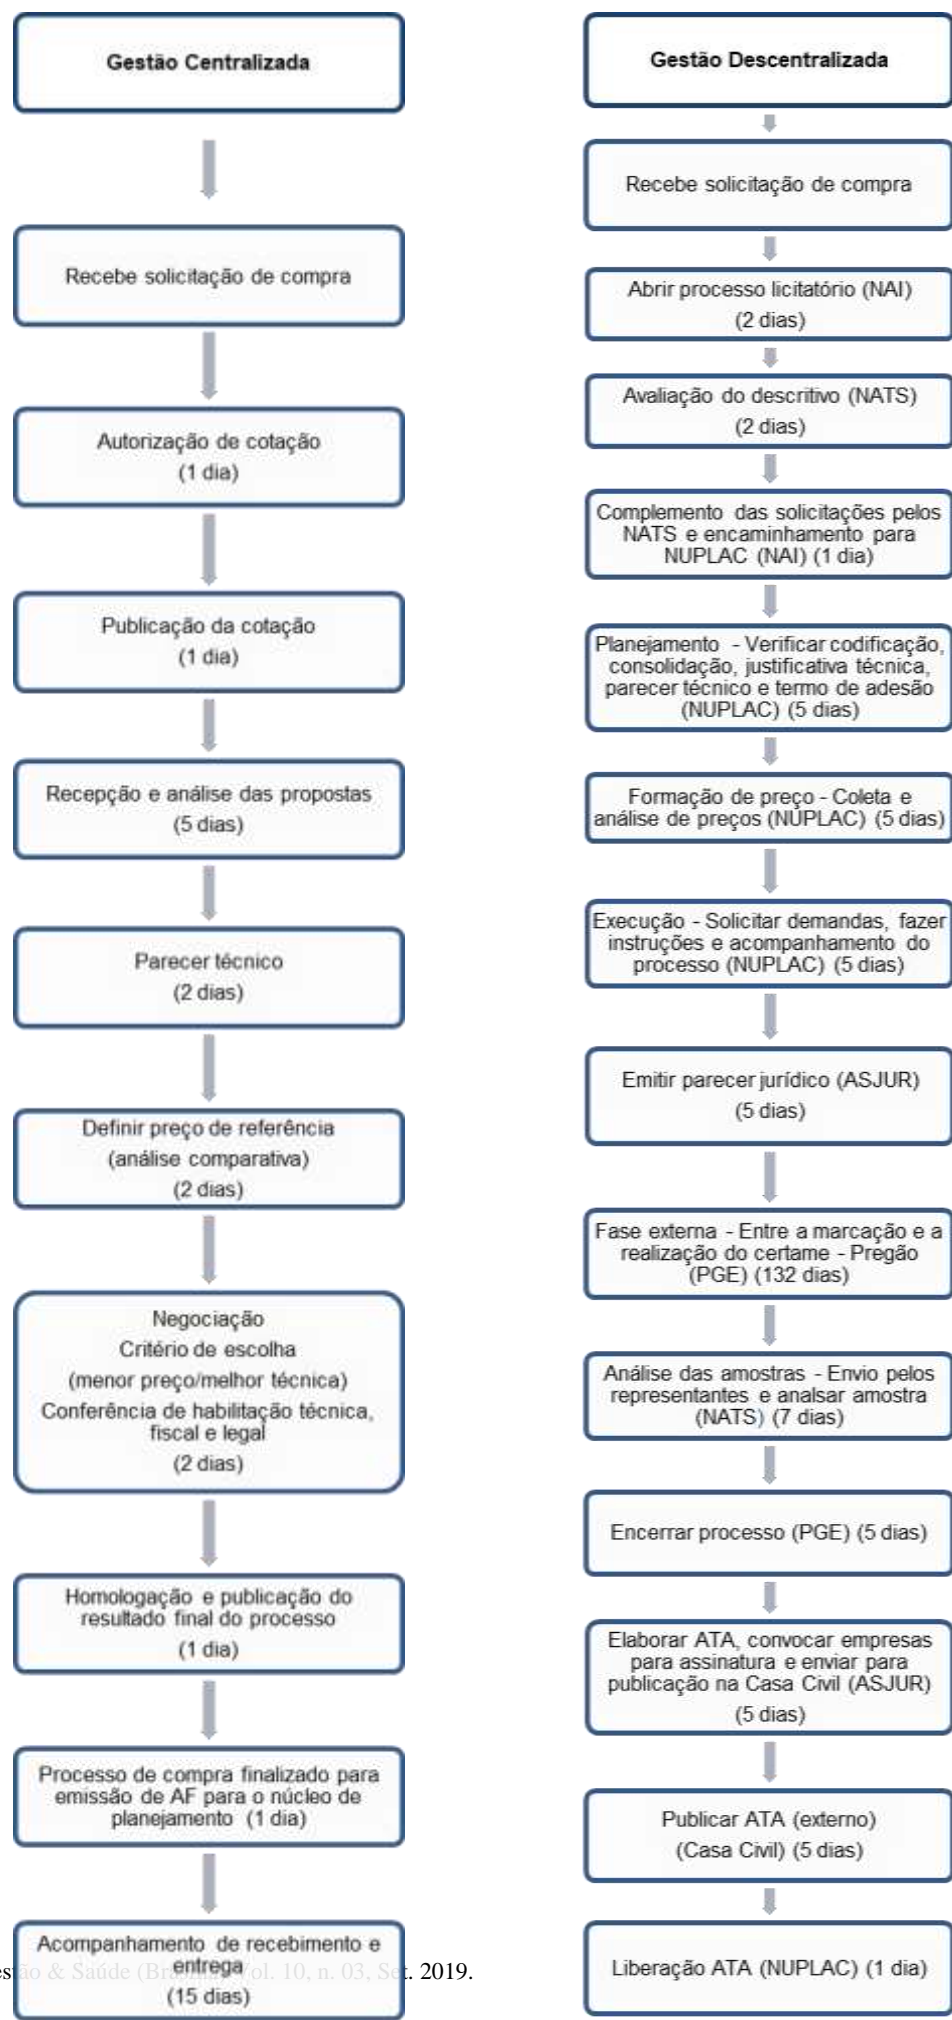 Gestão Centralizada
Recebe solicitação de compra
Autorização de cotação
(1 dia)
Publicação da cotação
(1 dia)
Recepção e análise das propostas
(5 dias)
Parecer técnico
(2 dias)
Definir preço de referência
(análise comparativa)
(2 dias)
Negociação
Critério de escolha
(menor preço/melhor técnica)
Conferência de habilitação técnica,
fiscal e legal
(2 dias)
Homologação e publicação do
resultado final do processo
(1 dia)
Processo de compra finalizado para
emissão de AF para o núcleo de
planejamento (1 dia)
Acompanhamento de recebimento e
entrega
(15 dias)
Gestão Descentralizada
Recebe solicitação de compra
Abrir processo licitatório (NAI)
(2 dias)
Avaliação do descritivo (NATS)
(2 dias)
Complemento das solicitações pelos
NATS e encaminhamento para
NUPLAC (NAI) (1 dia)
Planejamento - Verificar codificação,
consolidação, justificativa técnica,
parecer técnico e termo de adesão
(NUPLAC) (5 dias)
Formação de preço - Coleta e
análise de preços (NUPLAC) (5 dias)
Execução - Solicitar demandas, fazer
instruções e acompanhamento do
processo (NUPLAC) (5 dias)
Emitir parecer jurídico (ASJUR)
(5 dias)
Fase externa - Entre a marcação e a
realização do certame - Pregão
(PGE) (132 dias)
Análise das amostras - Envio pelos
representantes e analsar amostra
(NATS) (7 dias)
Encerrar processo (PGE) (5 dias)
Elaborar ATA, convocar empresas
para assinatura e enviar para
publicação na Casa Civil (ASJUR)
(5 dias)
Publicar ATA (externo)
(Casa Civil) (5 dias)
Liberação ATA (NUPLAC) (1 dia)
& Saúde Vol. 10, n. 03, Set. 2019.